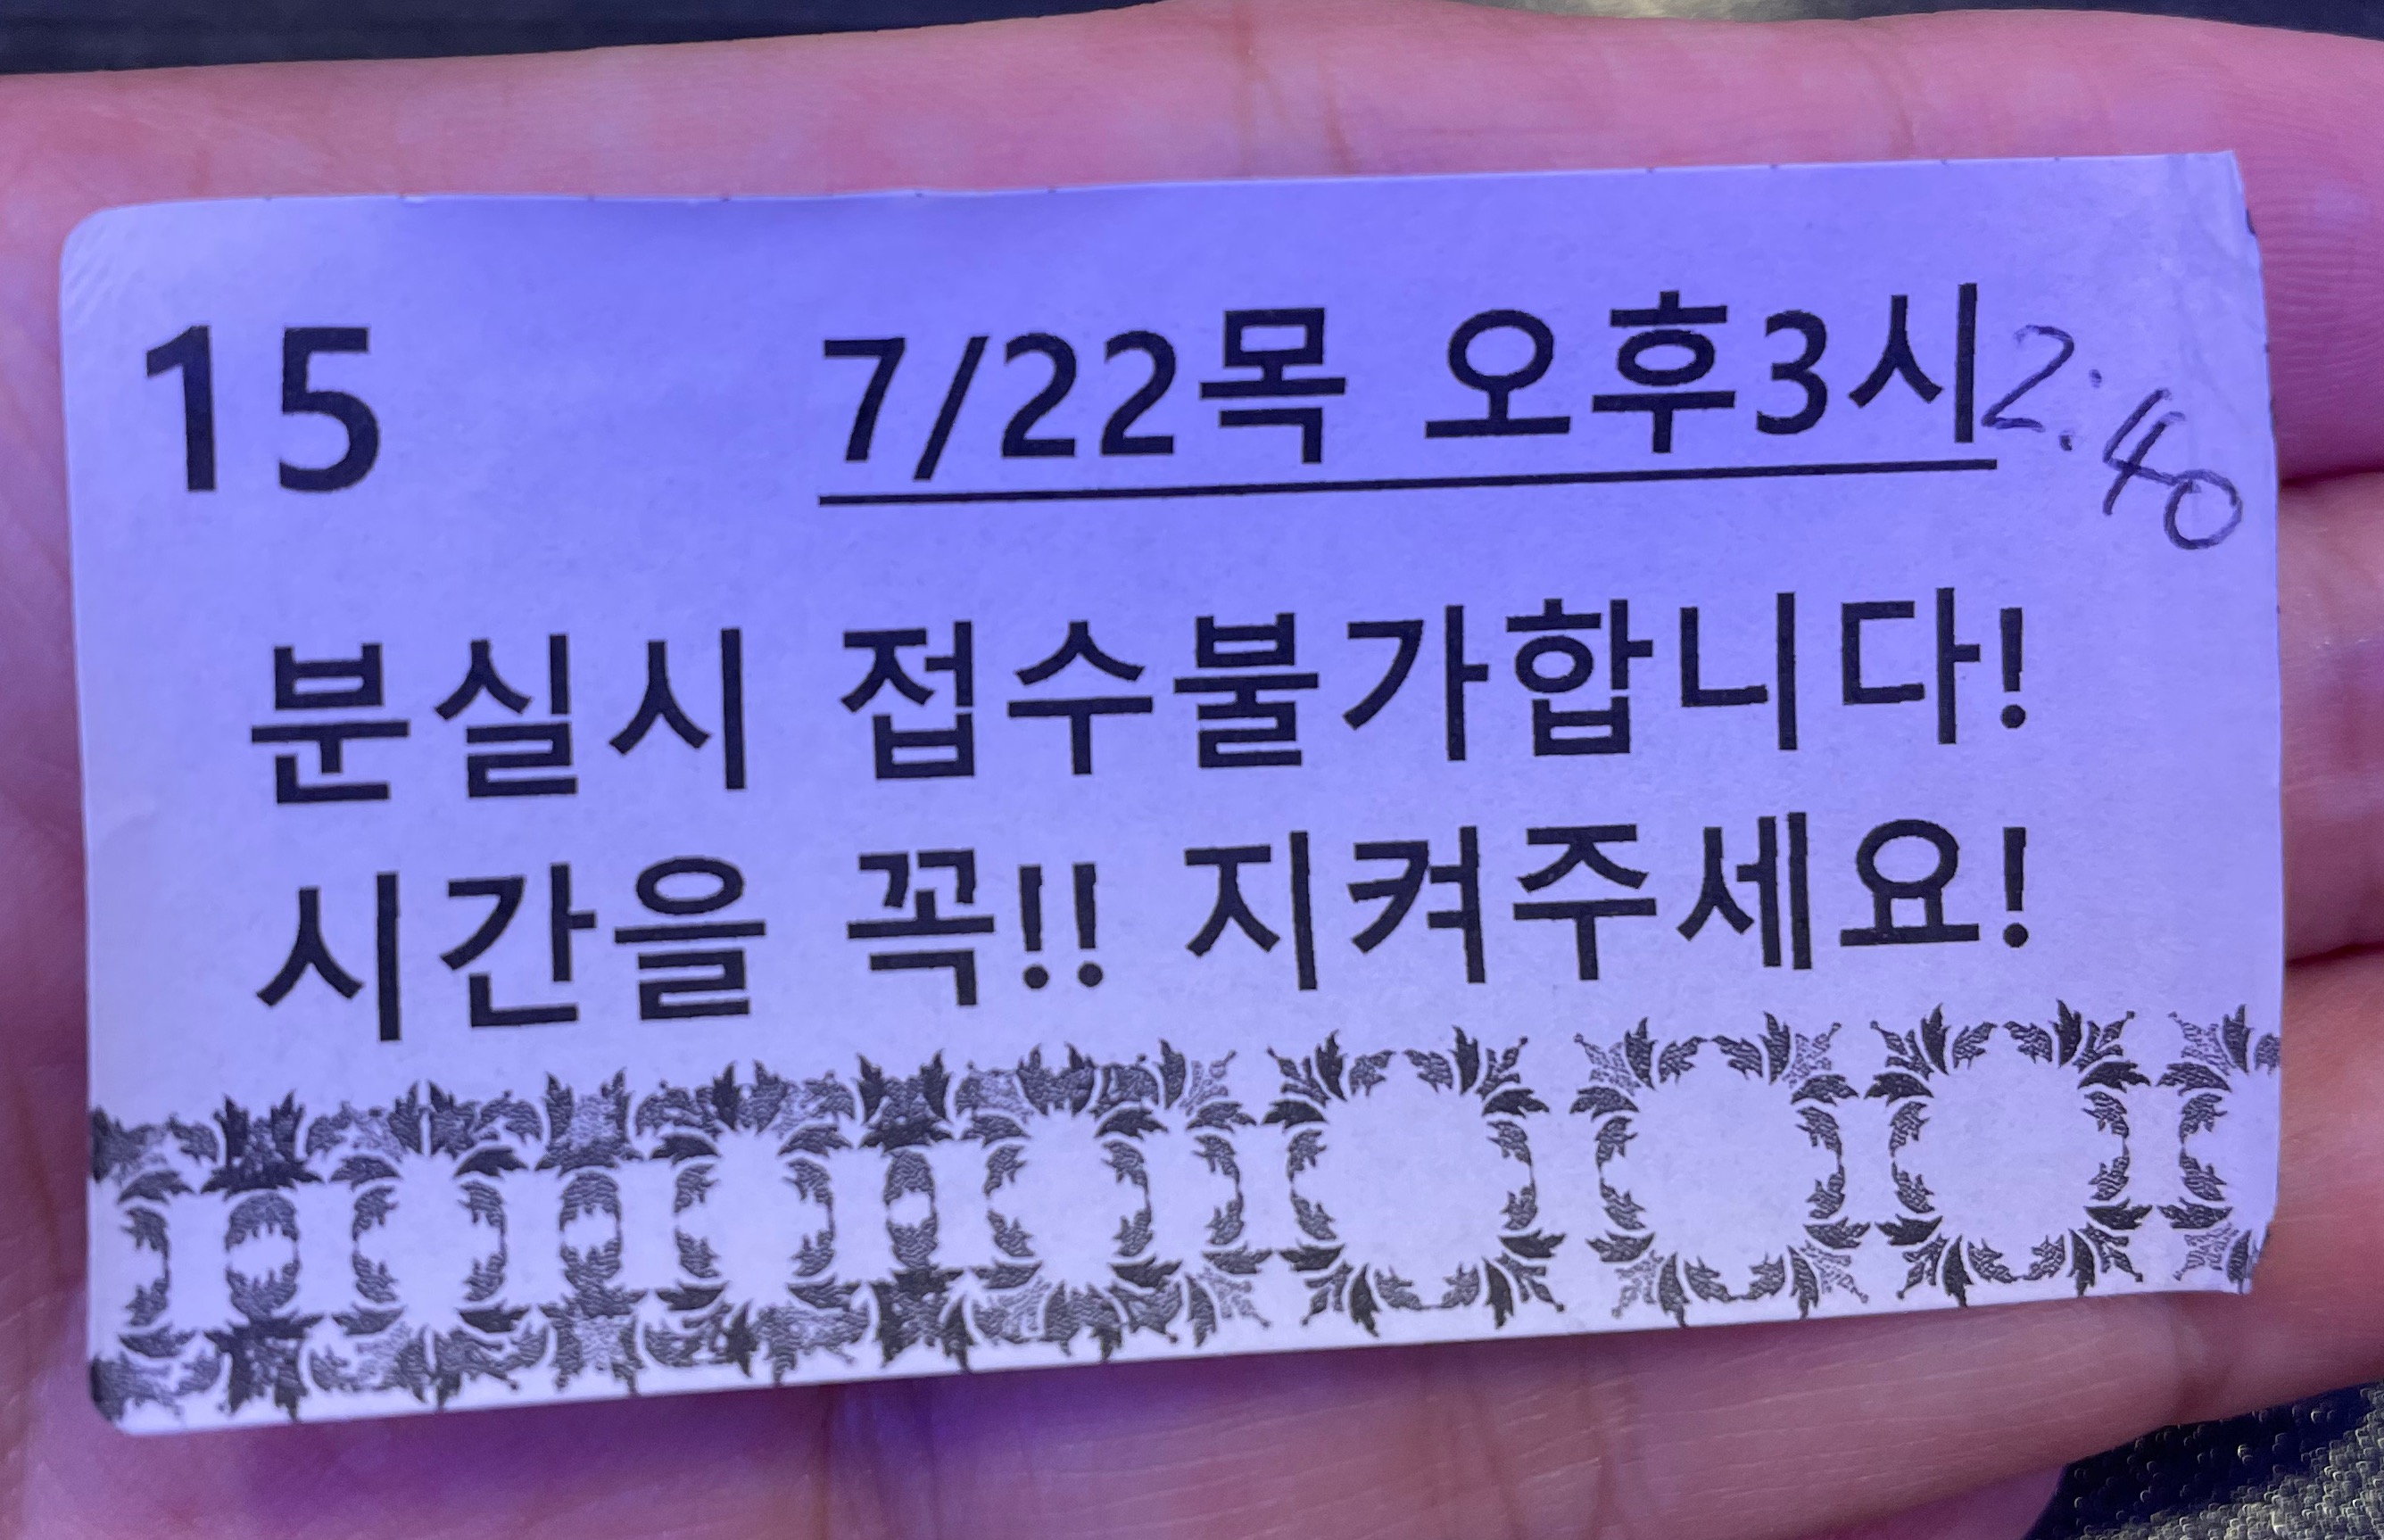 15 7/22목 오후3시 2:40
분실시 접수불가합니다!
시간을 꼭!! 지켜주세요!